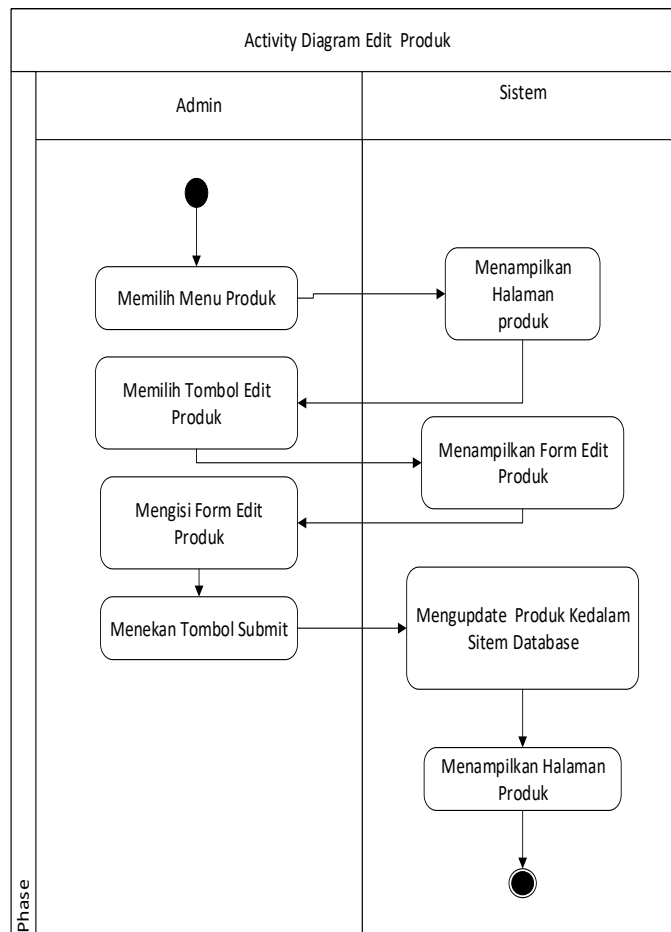 Activity Diagram Edit Produk
Admin
Sistem
Memilih Menu Produk
Menampilkan
Halaman
produk
Memilih Tombol Edit
Produk
Menampilkan Form Edit
Produk
Mengisi Form Edit
Produk
Menekan Tombol Submit
Mengupdate Produk Kedalam
Sitem Database
Menampilkan Halaman
Produk
Phase